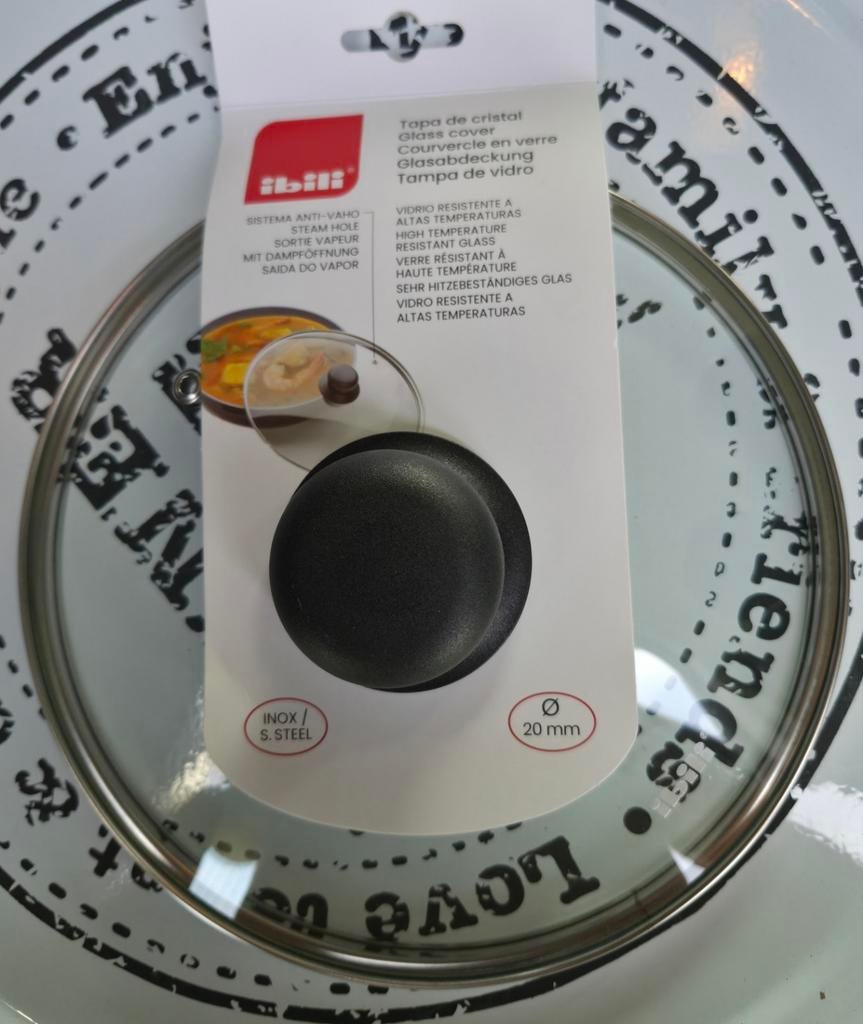 ibili
Tapa de cristal
Glass cover
Couvercle en verre
Glasabdeckung
Tampa de vidro
SISTEMA ANTI-VAHO
STEAM HOLE
SORTIE VAPEUR
MIT DAMPFÖFFNUNG
SAIDA DO VAPOR
VIDRIO RESISTENTE A
ALTAS TEMPERATURAS
HIGH TEMPERATURE
RESISTANT GLASS
VERRE RÉSISTANT À
HAUTE TEMPÉRATURE
SEHR HITZEBESTÄNDIGES GLAS
VIDRO RESISTENTE A
ALTAS TEMPERATURAS
INOX /
S. STEEL
Ø
20 mm
ibili
Love